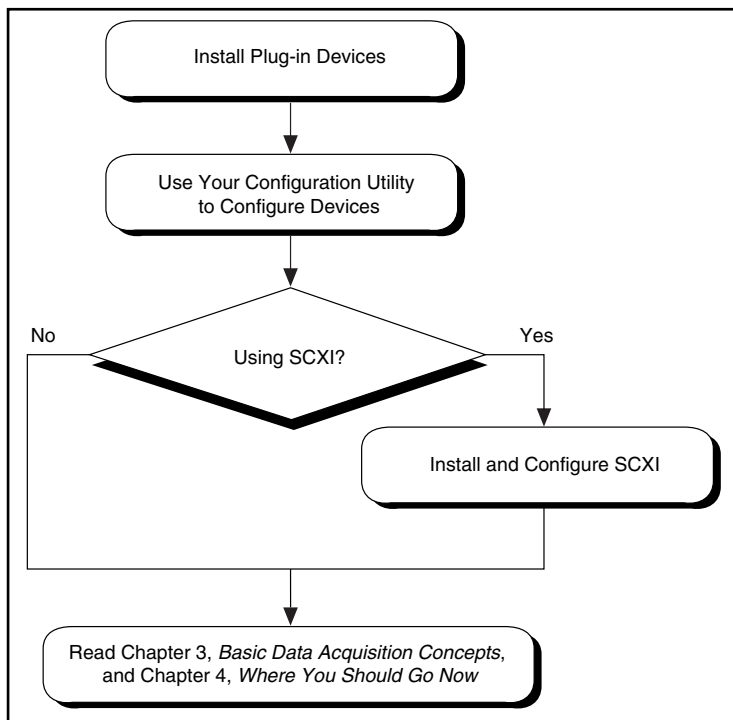 Install Plug-in Devices
Use Your Configuration Utility
to Configure Devices
No
Yes
Using SCXI?
Install and Configure SCXI
Read Chapter 3, Basic Data Acquisition Concepts,
and Chapter 4, Where You Should Go Now